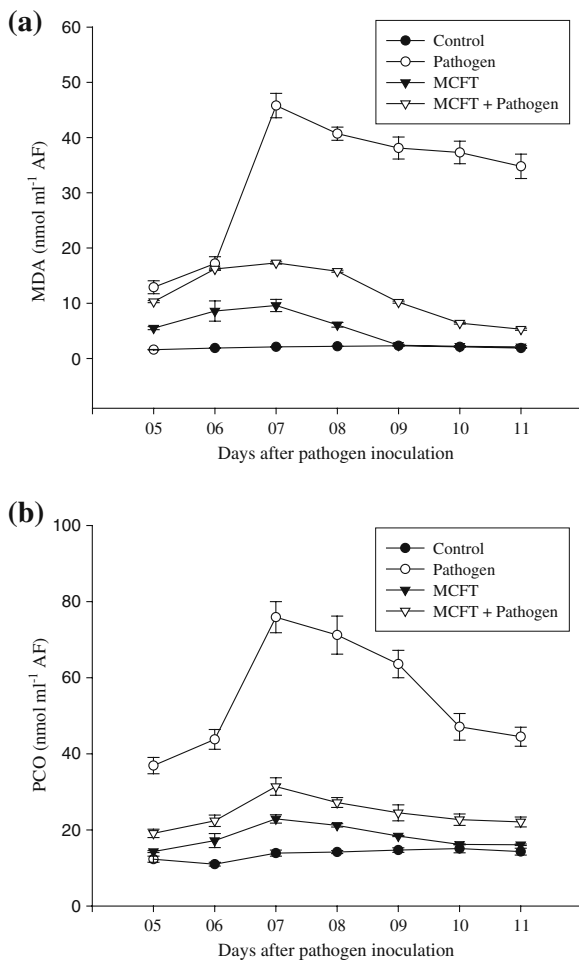 (a)
60
50
40
30
20
10
0
MDA (nmol ml⁻¹ AF)
Control
Pathogen
MCFT
MCFT + Pathogen
05 06 07 08 09 10 11
Days after pathogen inoculation
(b)
100
80
60
40
20
0
PCO (nmol ml⁻¹ AF)
Control
Pathogen
MCFT
MCFT + Pathogen
05 06 07 08 09 10 11
Days after pathogen inoculation